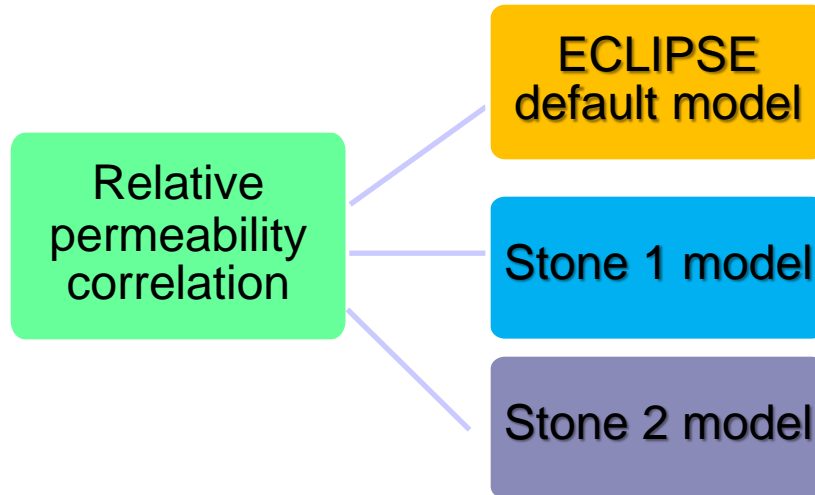 Relative
permeability
correlation
ECLIPSE
default model
Stone 1 model
Stone 2 model